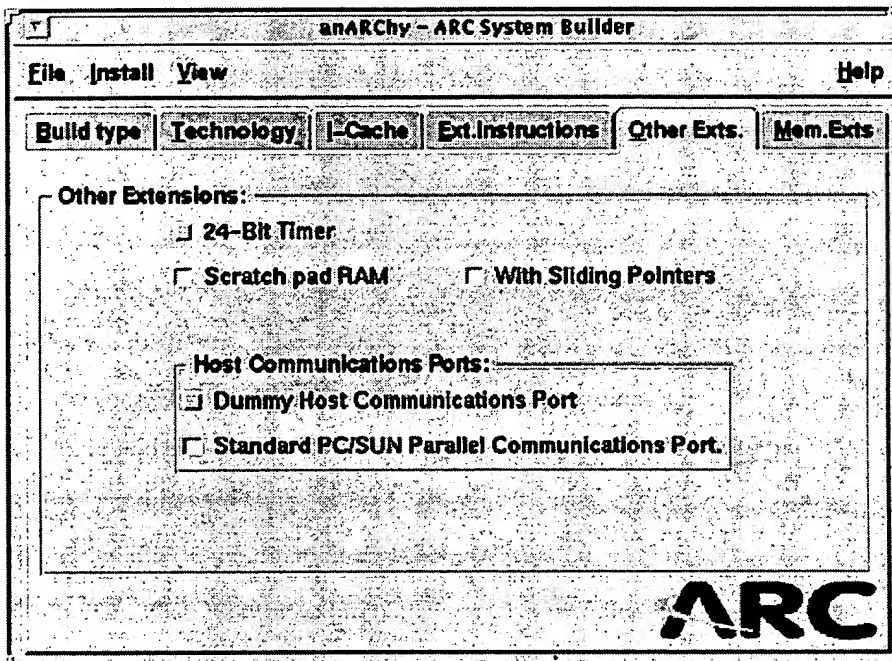 anARChy – ARC System Builder
File Install View Help
Build type Technology I-Cache Ext.Instructions Other Exts. Mem.Exts
Other Extensions:
24-Bit Timer
Scratch pad RAM With Sliding Pointers
Host Communications Ports:
Dummy Host Communications Port
Standard PC/SUN Parallel Communications Port.
ARC